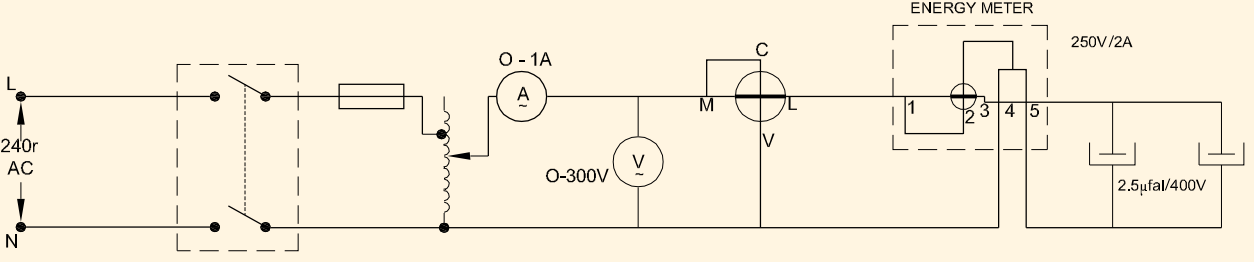 ENERGY METER
250V/2A
O - 1A
A
~
C
M
L
V
1
2
3
4
5
L
240r
AC
N
O-300V
V
~
2.5µfal/400V